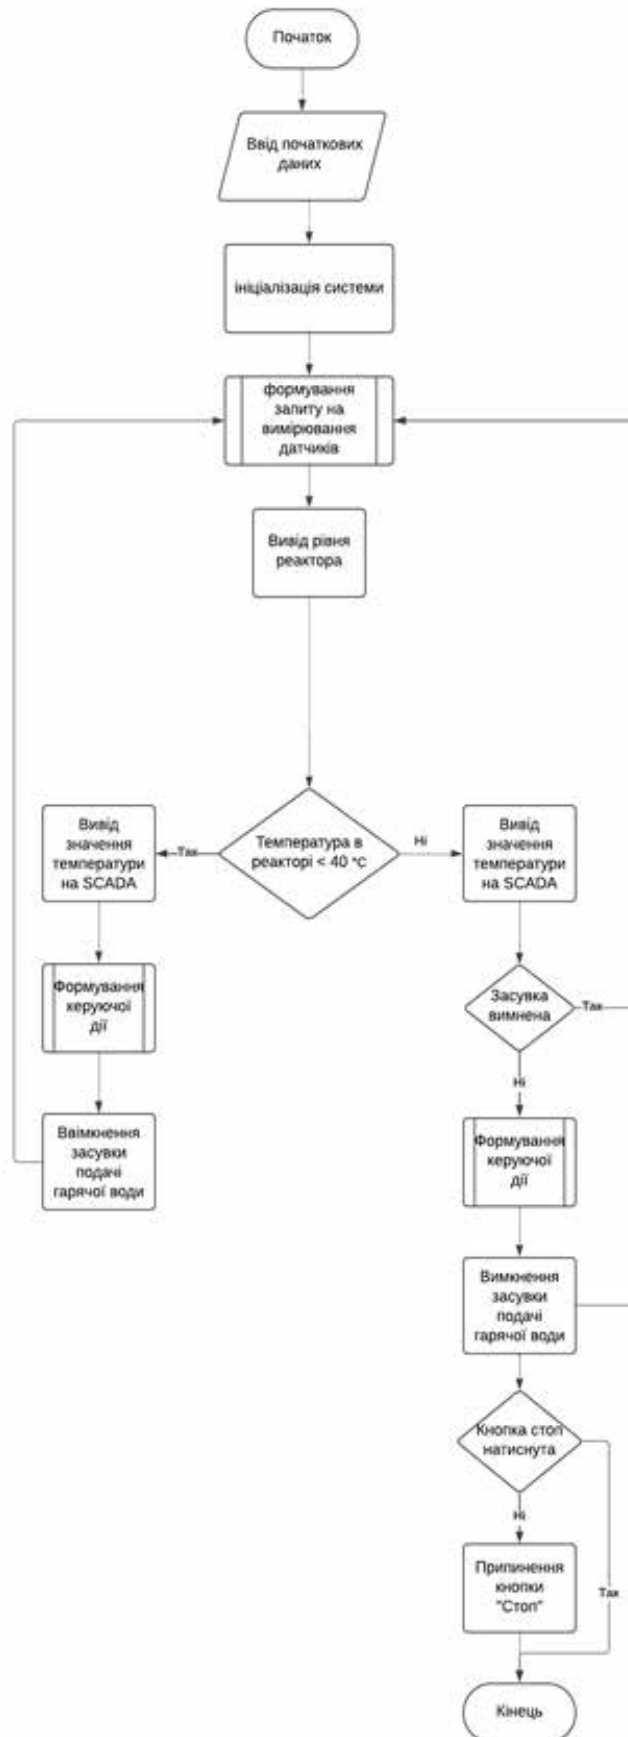 Початок
Ввід початкових
даних
ініціалізація системи
формування
запиту на
вимірювання
датчиків
Вивід рівня
реактора
Температура в
реакторі < 40 °C
Так
Ні
Вивід
значення
температури
на SCADA
Вивід
значення
температури
на SCADA
Формування
керуючої
дії
Засувка
вимнена
Так
Ні
Ввімкнення
засувки
подачі
гарячої води
Формування
керуючої
дії
Вимкнення
засувки
подачі
гарячої води
Кнопка стоп
натиснута
Ні
Так
Припинення
кнопки
"Стоп"
Кінець